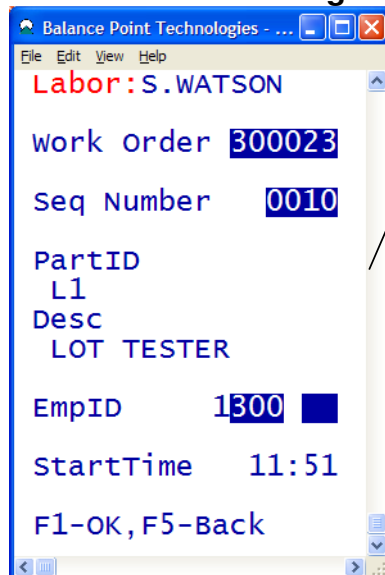 Balance Point Technologies - ...
File Edit View Help
Labor:S.WATSON
Work Order 300023
Seq Number 0010
PartID
L1
Desc
LOT TESTER
EmpID 1300
StartTime 11:51
F1-OK,F5-Back